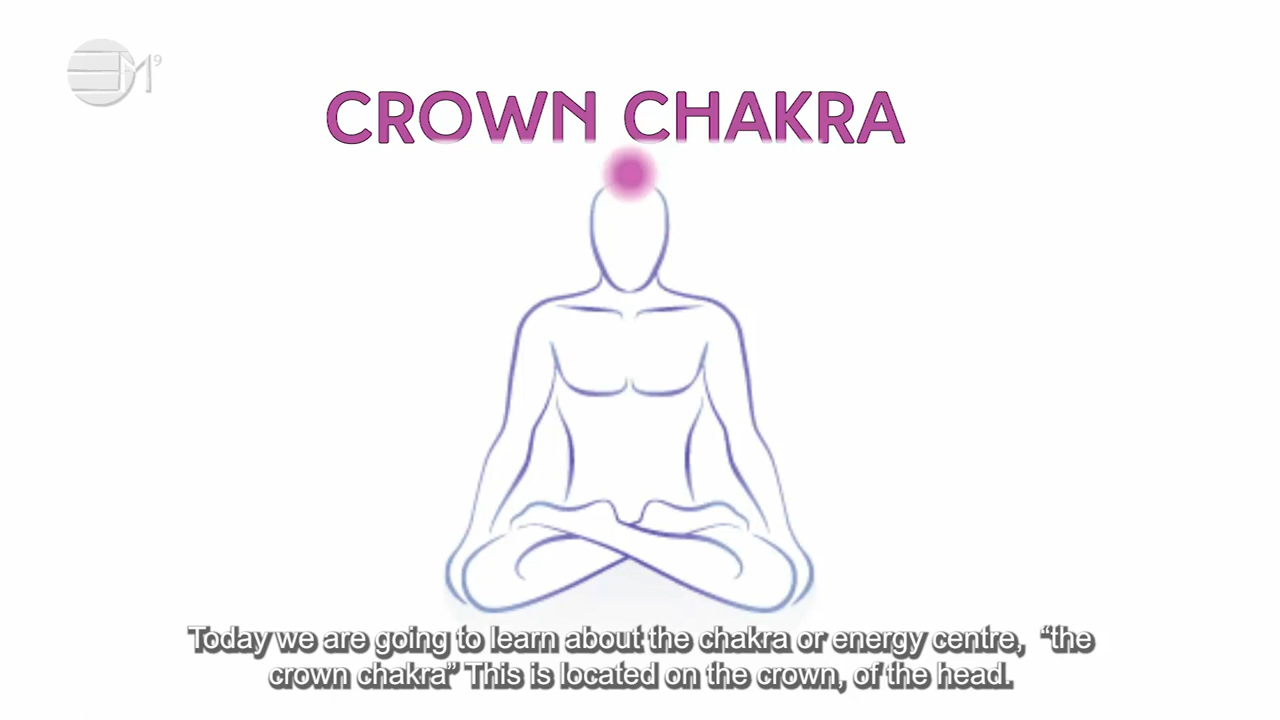 EM9
CROWN CHAKRA
Today we are going to learn about the chakra or energy centre,  “the
crown chakra” This is located on the crown, of the head.